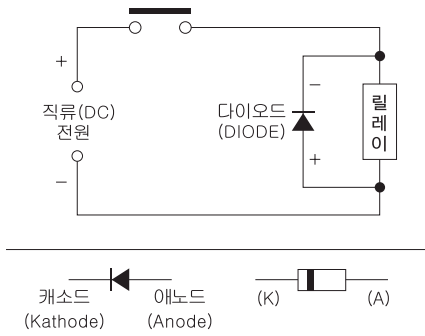 +
직류(DC)
전원
−
다이오드
(DIODE)
−
+
릴레이
캐소드
(Kathode)
애노드
(Anode)
(K)
(A)